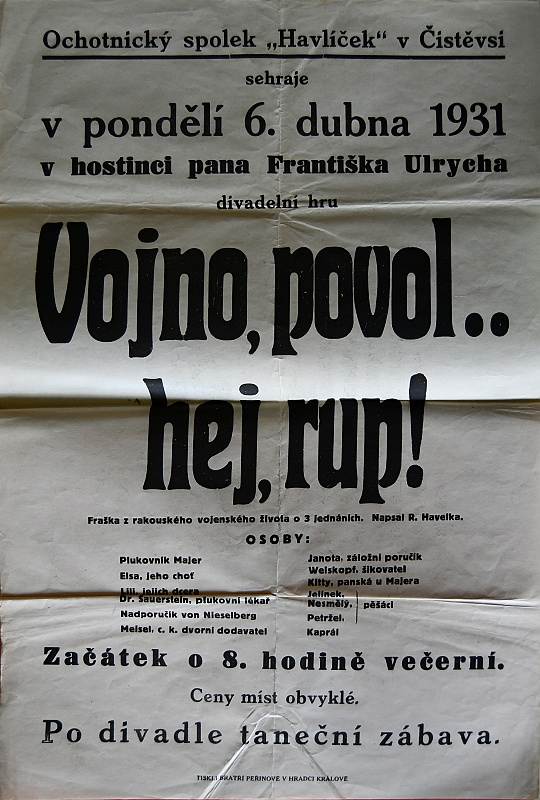 Ochotnický spolek „Havlíček“ v Čistěvsi
sehraje
v pondělí 6. dubna 1931
v hostinci pana Františka Ulrycha
divadelní hru
Vojno, povol..
hej, rup!
Fraška z rakouského vojenského života o 3 jednáních. Napsal R. Havelka.
OSOBY:
Plukovník Majer
Elsa, jeho choť
Lili, jejich dcera
Dr. Sauerstein, plukovní lékař
Nadporučík von Nieselberg
Meisel, c. k. dvorní dodavatel
Janota, záložní poručík
Weiskopf, šikovatel
Kitty, panská u Majera
Jelínek,
Nesmělý, pěšáci
Petržel,
Kaprál
Začátek o 8. hodině večerní.
Ceny míst obvyklé.
Po divadle taneční zábava.
TISKLI BRATŘÍ PEŘINOVÉ V HRADCI KRÁLOVÉ